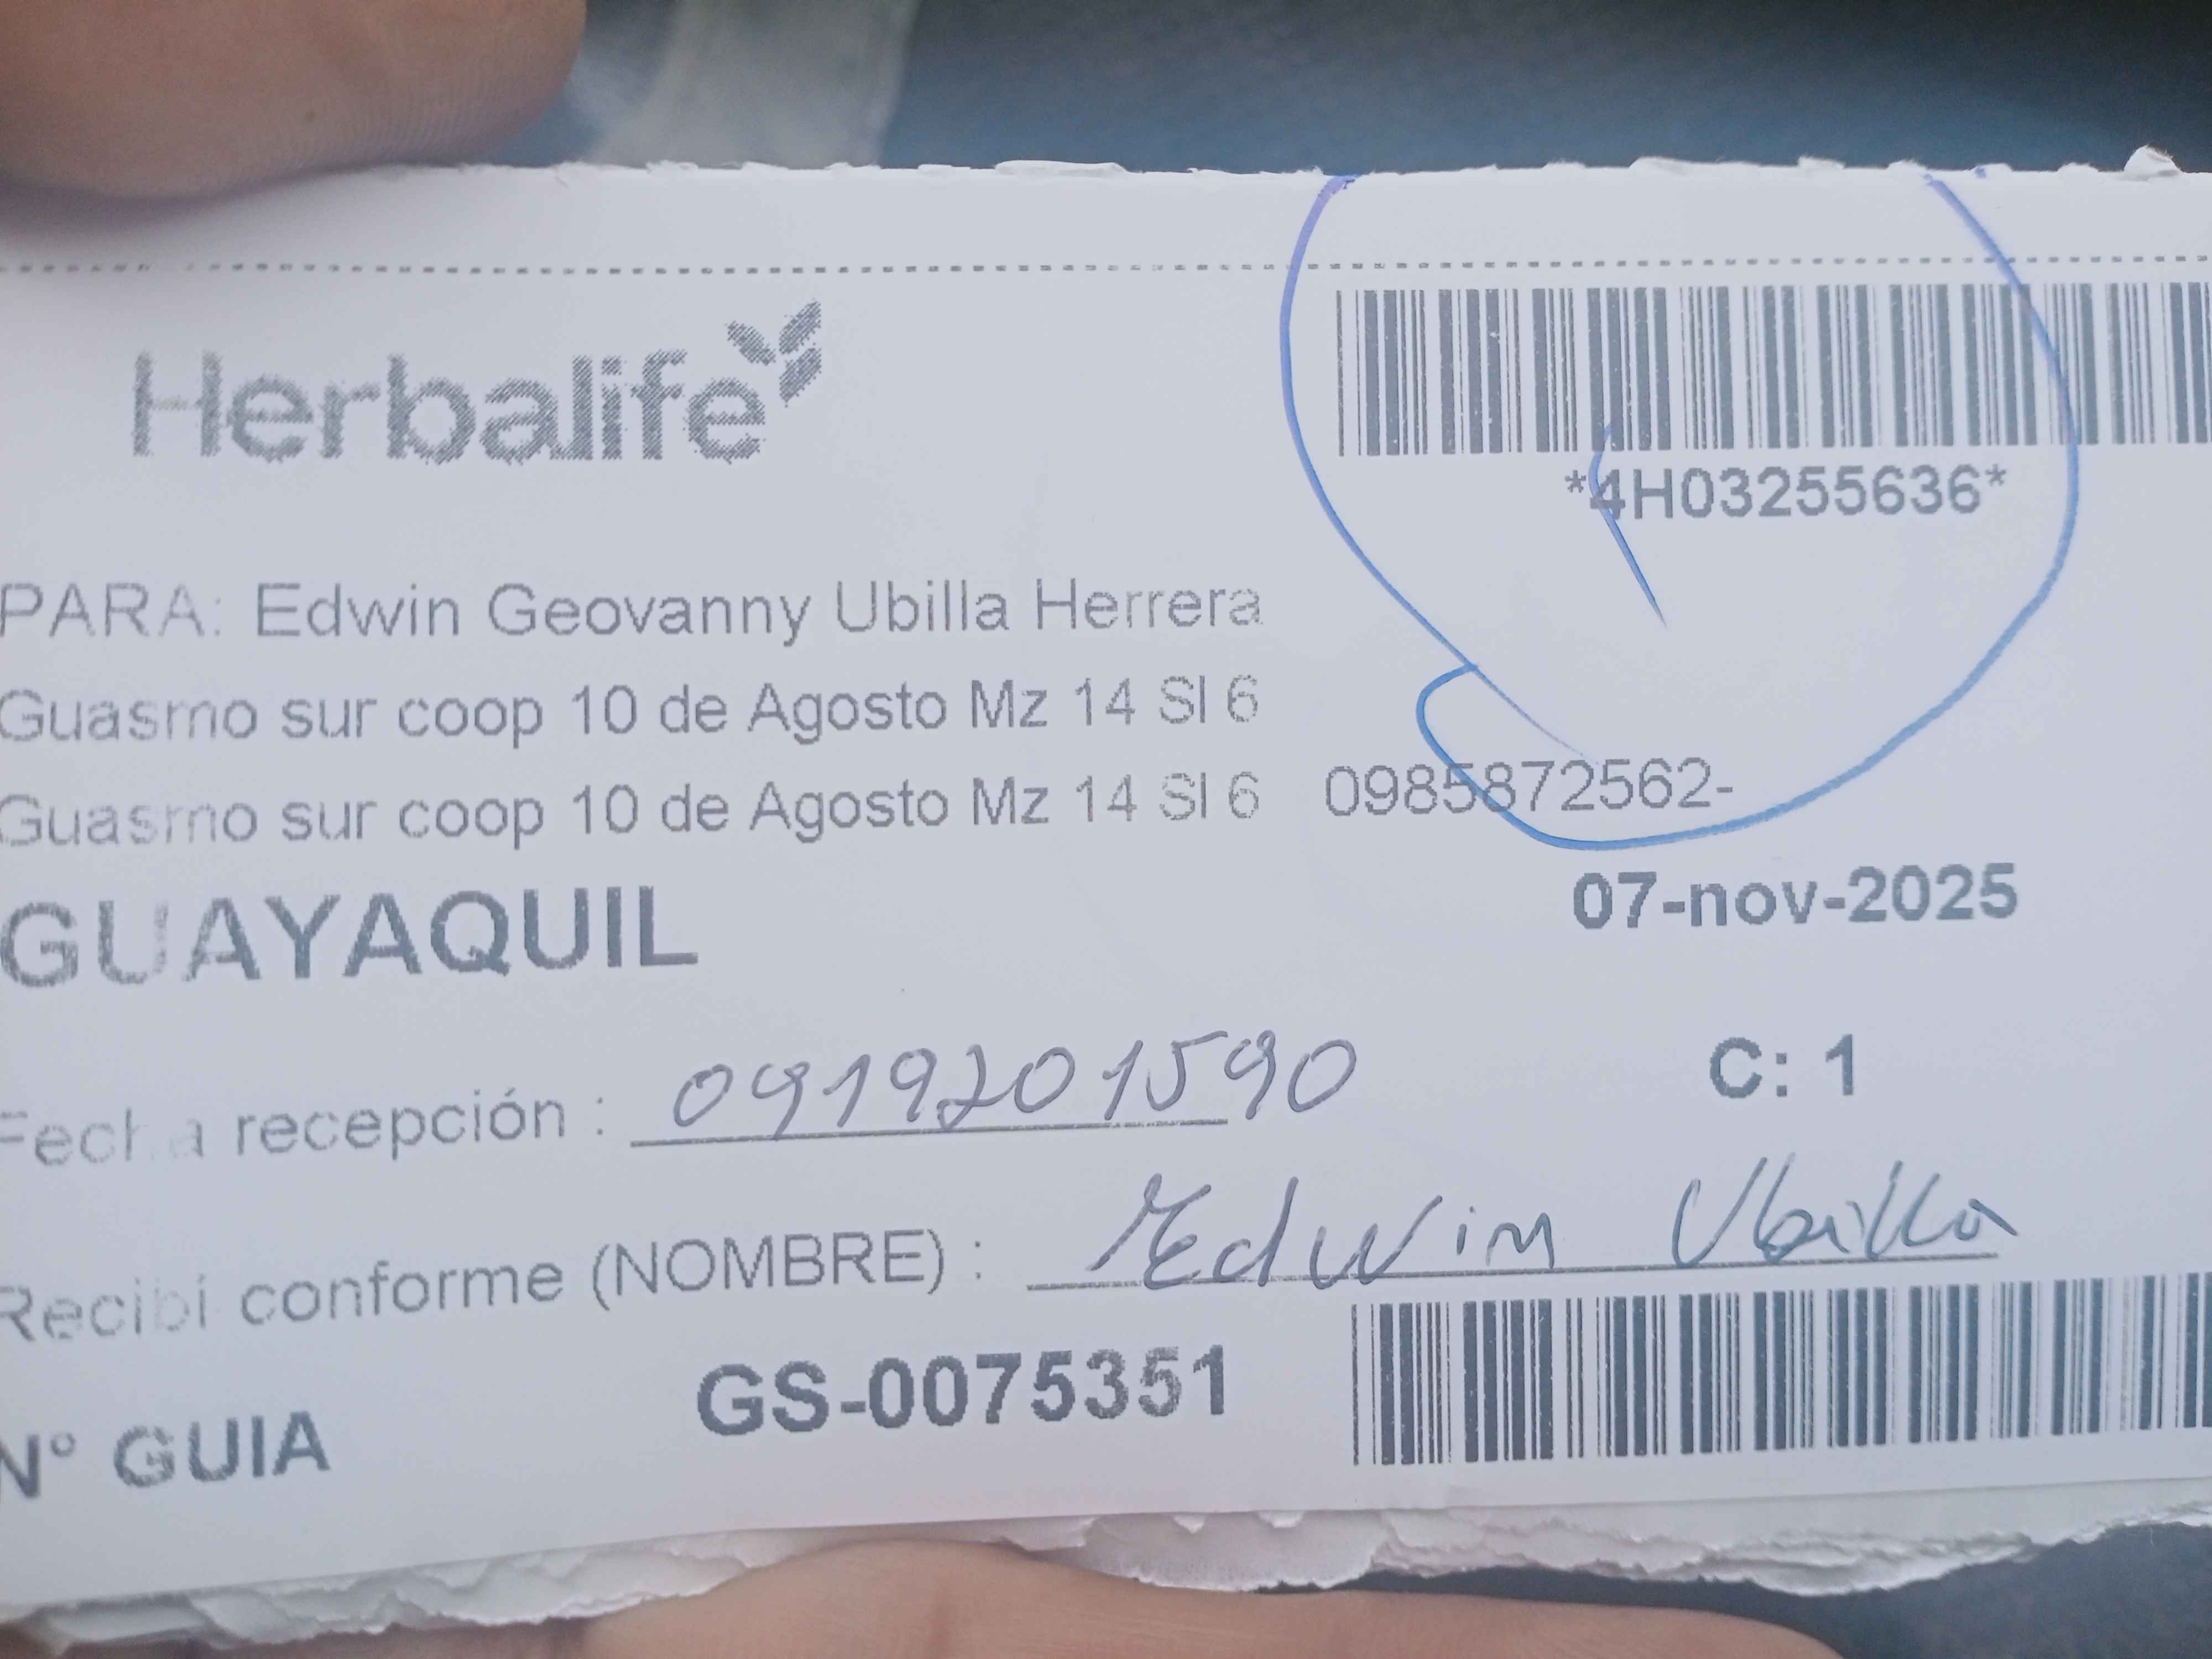 Herbalife
*4H03255636*
PARA: Edwin Geovanny Ubilla Herrera
Guasmo sur coop 10 de Agosto Mz 14 Sl 6
Guasmo sur coop 10 de Agosto Mz 14 Sl 6 0985872562-
GUAYAQUIL
07-nov-2025
C: 1
Fecha recepción : 0919201590
Recibí conforme (NOMBRE) : Edwin Ubilla
N° GUIA GS-0075351